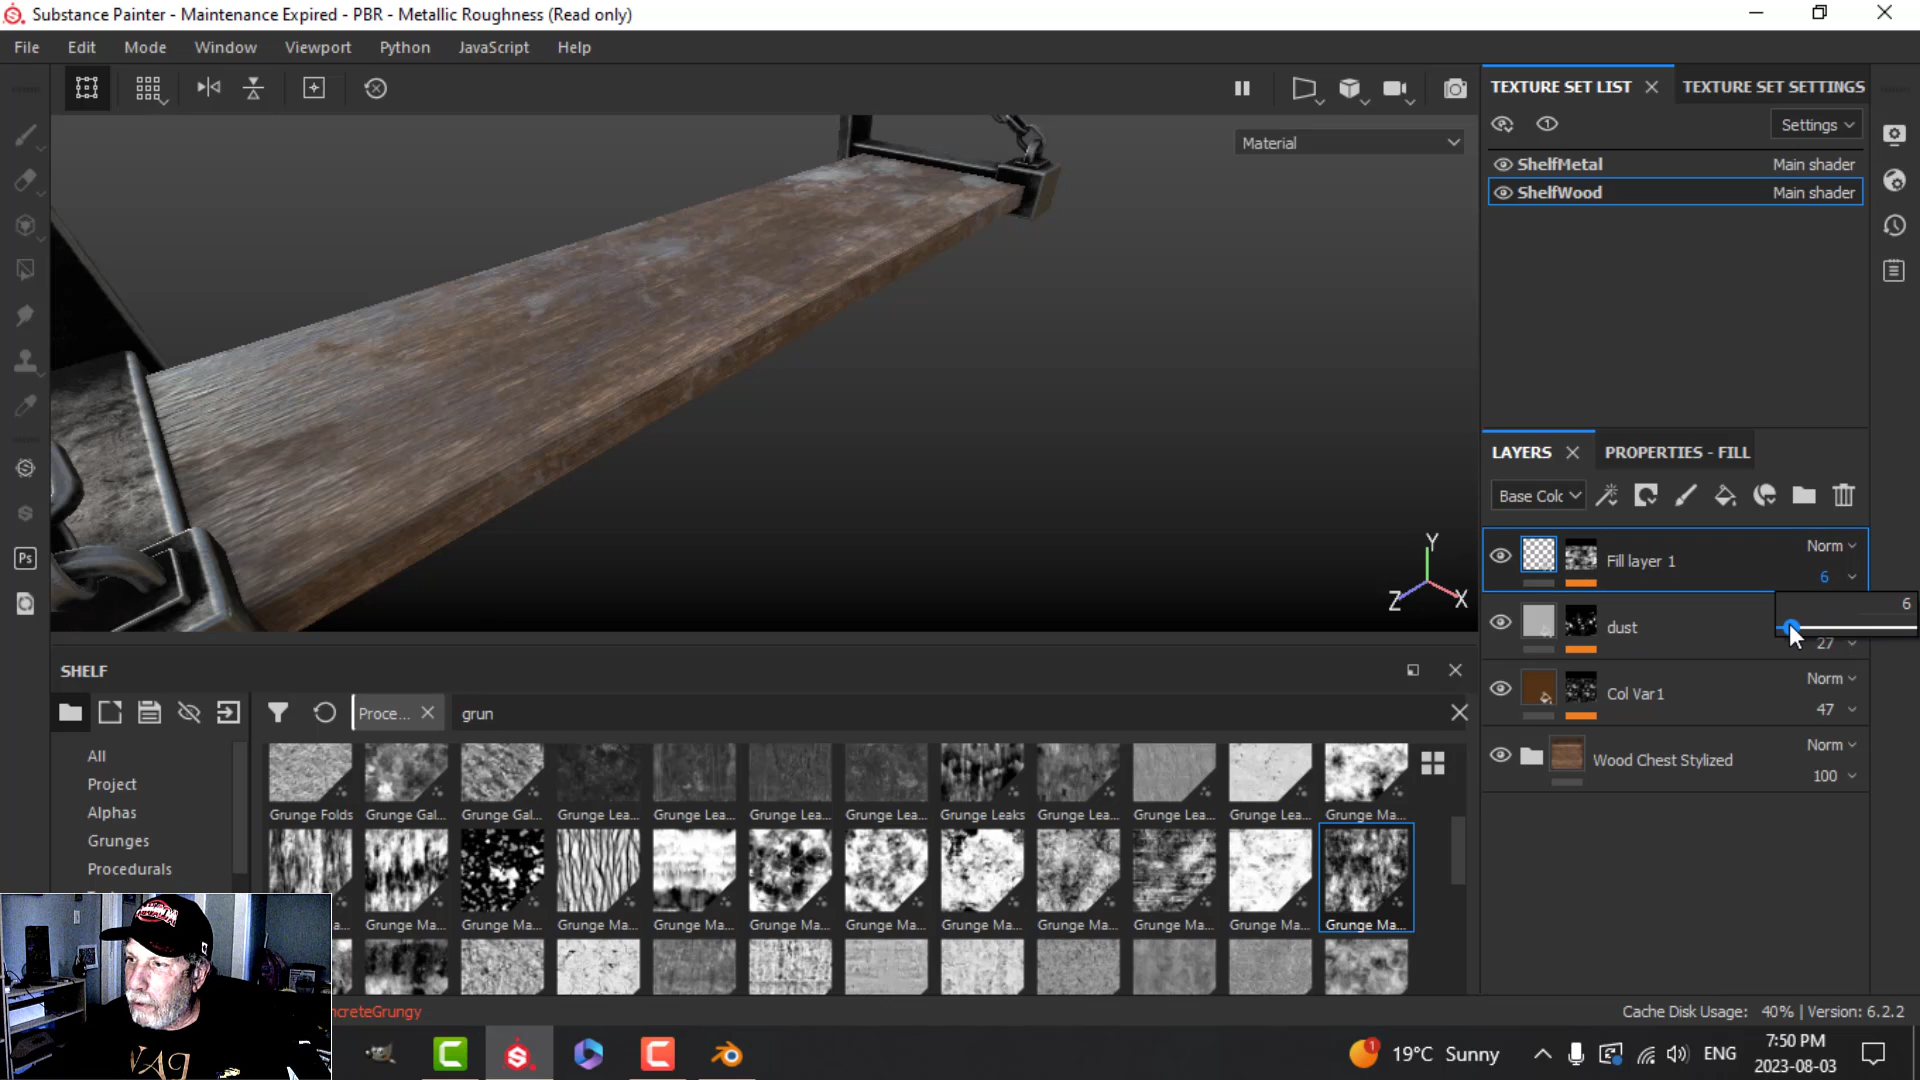 Substance Painter - Maintenance Expired - PBR - Metallic Roughness (Read only)
File Edit Mode Window Viewport Python JavaScript Help
Material
TEXTURE SET LIST TEXTURE SET SETTINGS
1
Settings
ShelfMetal Main shader
ShelfWood Main shader
LAYERS PROPERTIES - FILL
Base Colc
Fill layer 1 Norm
6
6
dust
27
Col Var1 Norm
47
Wood Chest Stylized Norm
100
Y
Z X
Ps
SHELF
Proce... grun
All
Project
Alphas
Grunges
Procedurals
Grunge Folds Grunge Gal... Grunge Gal... Grunge Lea... Grunge Lea... Grunge Lea... Grunge Lea... Grunge Leaks Grunge Lea... Grunge Lea... Grunge Lea... Grunge Ma...
a... Grunge Ma... Grunge Ma... Grunge Ma... Grunge Ma... Grunge Ma... Grunge Ma... Grunge Ma... Grunge Ma... Grunge Ma... Grunge Ma... Grunge Ma...
ncreteGrungy
Cache Disk Usage: 40% | Version: 6.2.2
1 19°C Sunny ENG 7:50 PM
2023-08-03